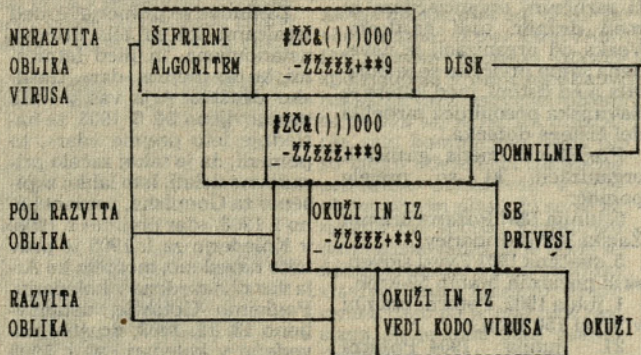 NERAZVITA ŠIFRIRNI #ŽČ&()))000
OBLIKA ALGORITEM _-ŽŽžžž+**9 DISK
VIRUSA
#ŽČ&()))000
_-ŽŽžžž+**9 POMNILNIK
POL RAZVITA OKUŽI IN IZ SE
OBLIKA _-ŽŽžžž+**9 PRIVESI
RAZVITA OKUŽI IN IZ
OBLIKA VEDI KODO VIRUSA OKUŽI